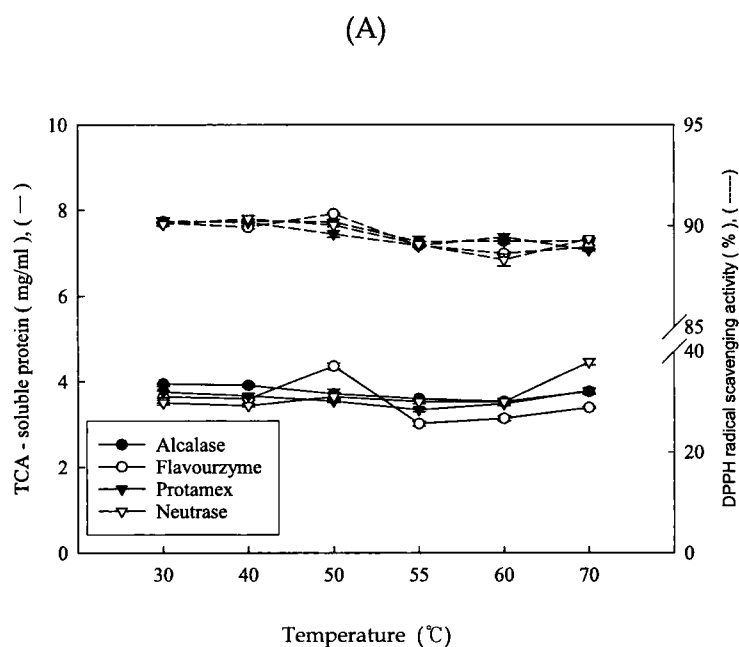 (A)
TCA - soluble protein ( mg/ml ), ( — )
10
8
6
4
2
0
95
90
85
40
20
0
DPPH radical scavenging activity ( % ), ( ---- )
Alcalase
Flavourzyme
Protamex
Neutrase
30 40 50 55 60 70
Temperature (℃)